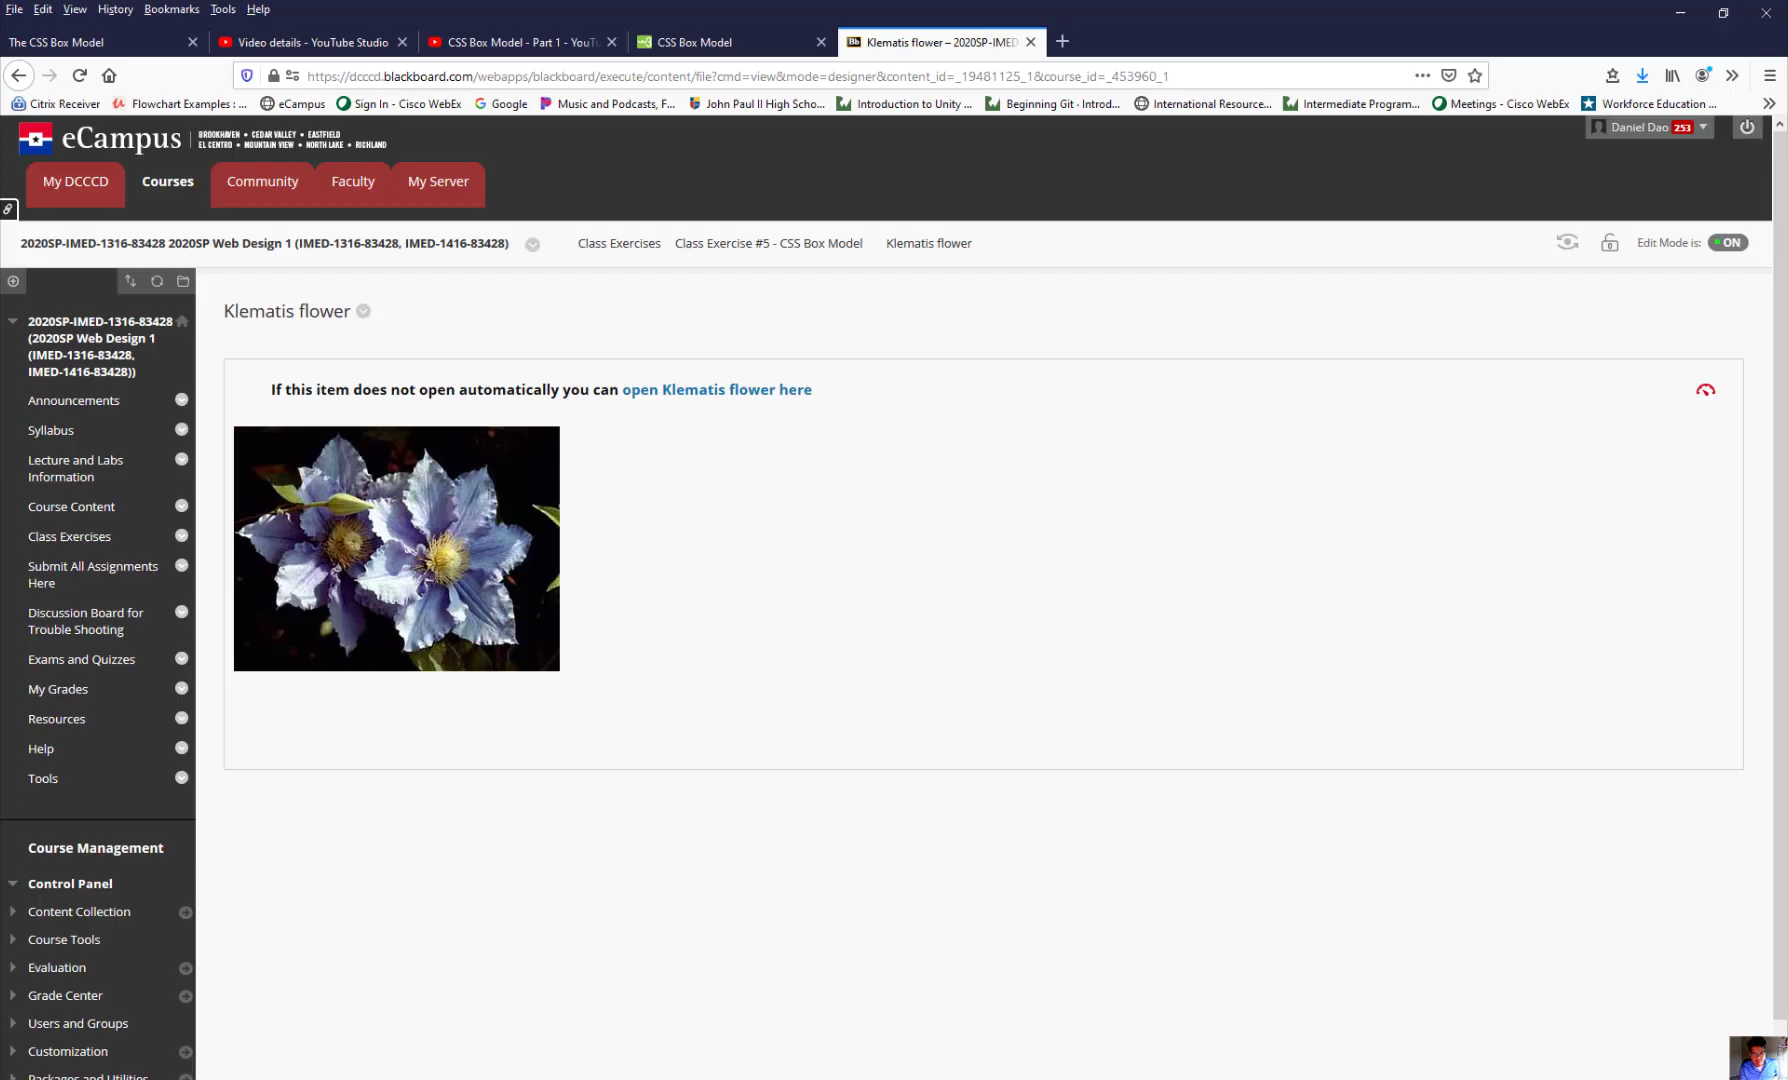 File Edit View History Bookmarks Tools Help
The CSS Box Model
Video details - YouTube Studio
CSS Box Model - Part 1 - YouTu
CSS Box Model
Bb Klematis flower – 2020SP-IMED
https://dcccd.blackboard.com/webapps/blackboard/execute/content/file?cmd=view&mode=designer&content_id=_19481125_1&course_id=_453960_1
Citrix Receiver
Flowchart Examples : ...
eCampus
Sign In - Cisco WebEx
Google
Music and Podcasts, F...
John Paul II High Scho...
Introduction to Unity ...
Beginning Git - Introd...
International Resource...
Intermediate Program...
Meetings - Cisco WebEx
Workforce Education ...
eCampus
BROOKHAVEN • CEDAR VALLEY • EASTFIELD
EL CENTRO • MOUNTAIN VIEW • NORTH LAKE • RICHLAND
Daniel Dao 253
My DCCCD Courses Community Faculty My Server
2020SP-IMED-1316-83428 2020SP Web Design 1 (IMED-1316-83428, IMED-1416-83428)
Class Exercises
Class Exercise #5 - CSS Box Model
Klematis flower
Edit Mode is: ON
2020SP-IMED-1316-83428
(2020SP Web Design 1
(IMED-1316-83428,
IMED-1416-83428))
Announcements
Syllabus
Lecture and Labs
Information
Course Content
Class Exercises
Submit All Assignments
Here
Discussion Board for
Trouble Shooting
Exams and Quizzes
My Grades
Resources
Help
Tools
Course Management
Control Panel
Content Collection
Course Tools
Evaluation
Grade Center
Users and Groups
Customization
Packages and Utilities
Klematis flower
If this item does not open automatically you can open Klematis flower here